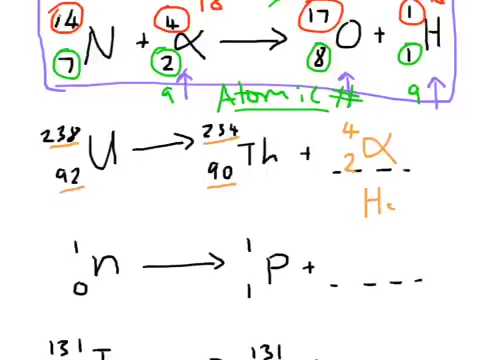 18
14 7 N + 4 2 α → 17 8 O + 1 1 H
9 Atomic # 9
238 92 U → 234 90 Th + 4 2 α
He
1 0 n → 1 1 P + _ _ _ _
131 I 131